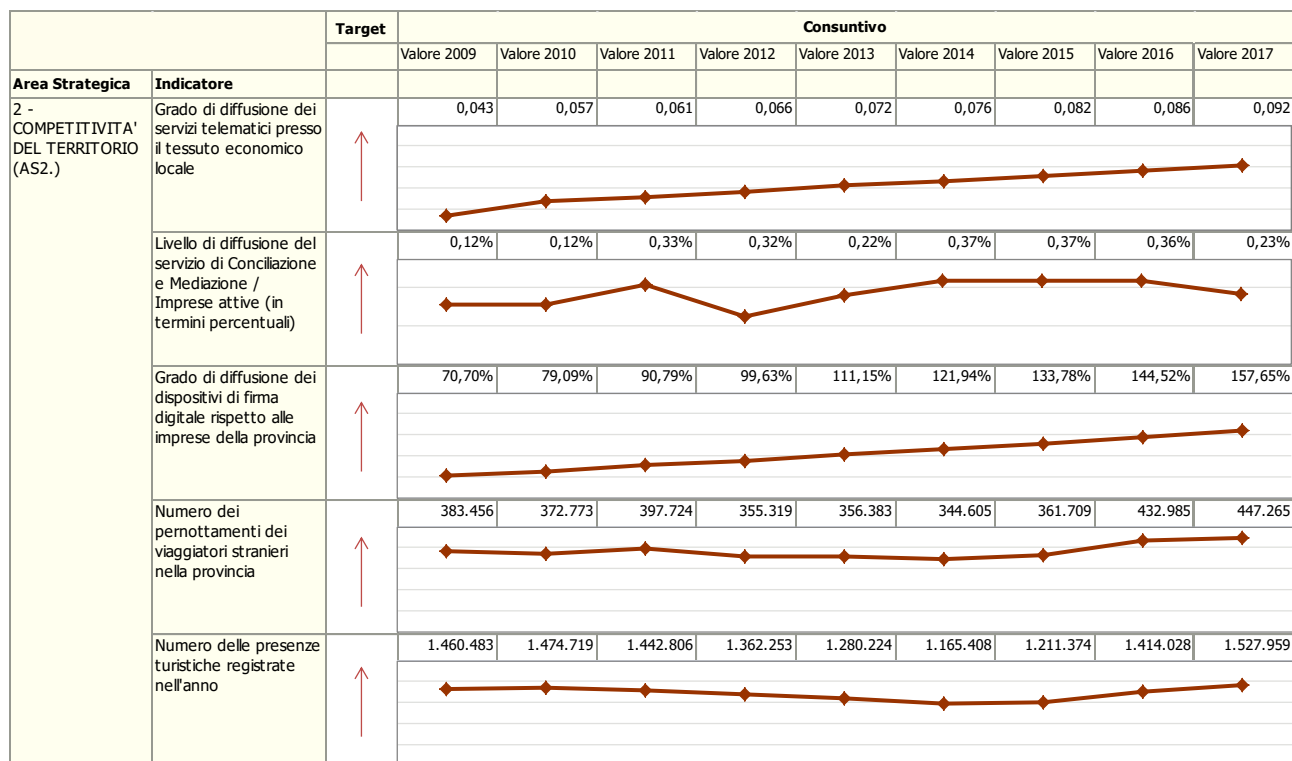 Target Consuntivo
Valore 2009 Valore 2010 Valore 2011 Valore 2012 Valore 2013 Valore 2014 Valore 2015 Valore 2016 Valore 2017
Area Strategica Indicatore
2 -
COMPETITIVITA'
DEL TERRITORIO
(AS2.)
Grado di diffusione dei
servizi telematici presso
il tessuto economico
locale
0,043 0,057 0,061 0,066 0,072 0,076 0,082 0,086 0,092
Livello di diffusione del
servizio di Conciliazione
e Mediazione /
Imprese attive (in
termini percentuali)
0,12% 0,12% 0,33% 0,32% 0,22% 0,37% 0,37% 0,36% 0,23%
Grado di diffusione dei
dispositivi di firma
digitale rispetto alle
imprese della provincia
70,70% 79,09% 90,79% 99,63% 111,15% 121,94% 133,78% 144,52% 157,65%
Numero dei
pernottamenti dei
viaggiatori stranieri
nella provincia
383.456 372.773 397.724 355.319 356.383 344.605 361.709 432.985 447.265
Numero delle presenze
turistiche registrate
nell'anno
1.460.483 1.474.719 1.442.806 1.362.253 1.280.224 1.165.408 1.211.374 1.414.028 1.527.959